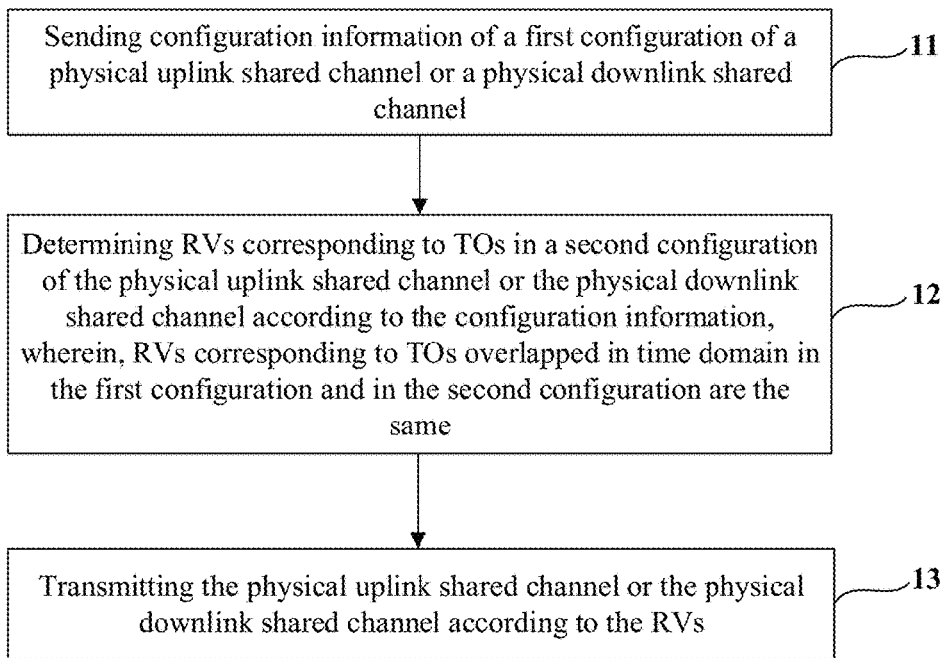 Sending configuration information of a first configuration of a
physical uplink shared channel or a physical downlink shared
channel
11
Determining RVs corresponding to TOs in a second configuration
of the physical uplink shared channel or the physical downlink
shared channel according to the configuration information,
wherein, RVs corresponding to TOs overlapped in time domain in
the first configuration and in the second configuration are the
same
12
Transmitting the physical uplink shared channel or the physical
downlink shared channel according to the RVs
13